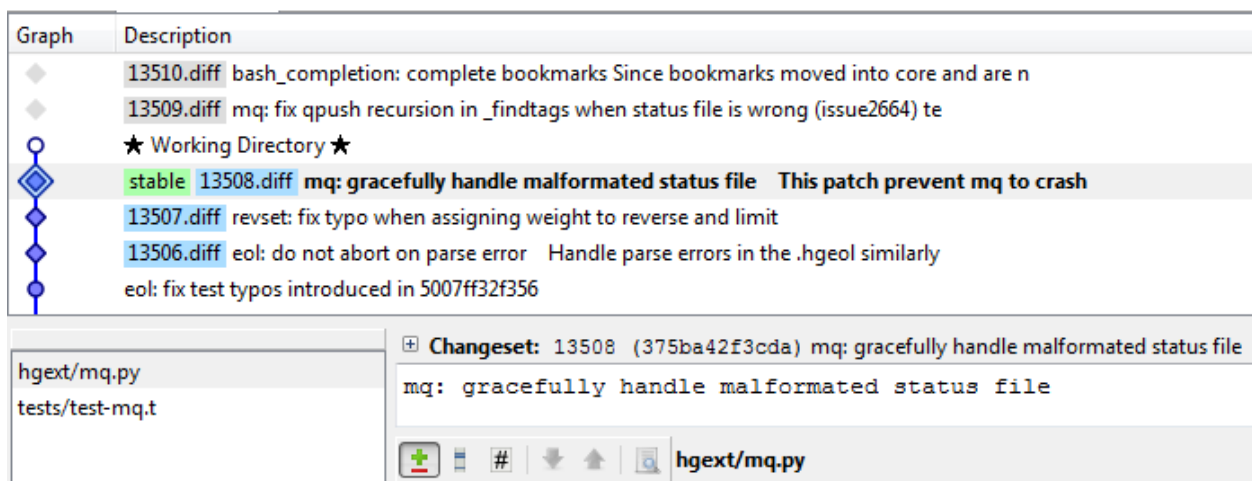 Graph Description
13510.diff bash_completion: complete bookmarks Since bookmarks moved into core and are n
13509.diff mq: fix qpush recursion in _findtags when status file is wrong (issue2664) te
★ Working Directory ★
stable 13508.diff mq: gracefully handle malformated status file This patch prevent mq to crash
13507.diff revset: fix typo when assigning weight to reverse and limit
13506.diff eol: do not abort on parse error Handle parse errors in the .hgeol similarly
eol: fix test typos introduced in 5007ff32f356
hgext/mq.py
tests/test-mq.t
Changeset: 13508 (375ba42f3cda) mq: gracefully handle malformated status file
mq: gracefully handle malformated status file
# hgext/mq.py